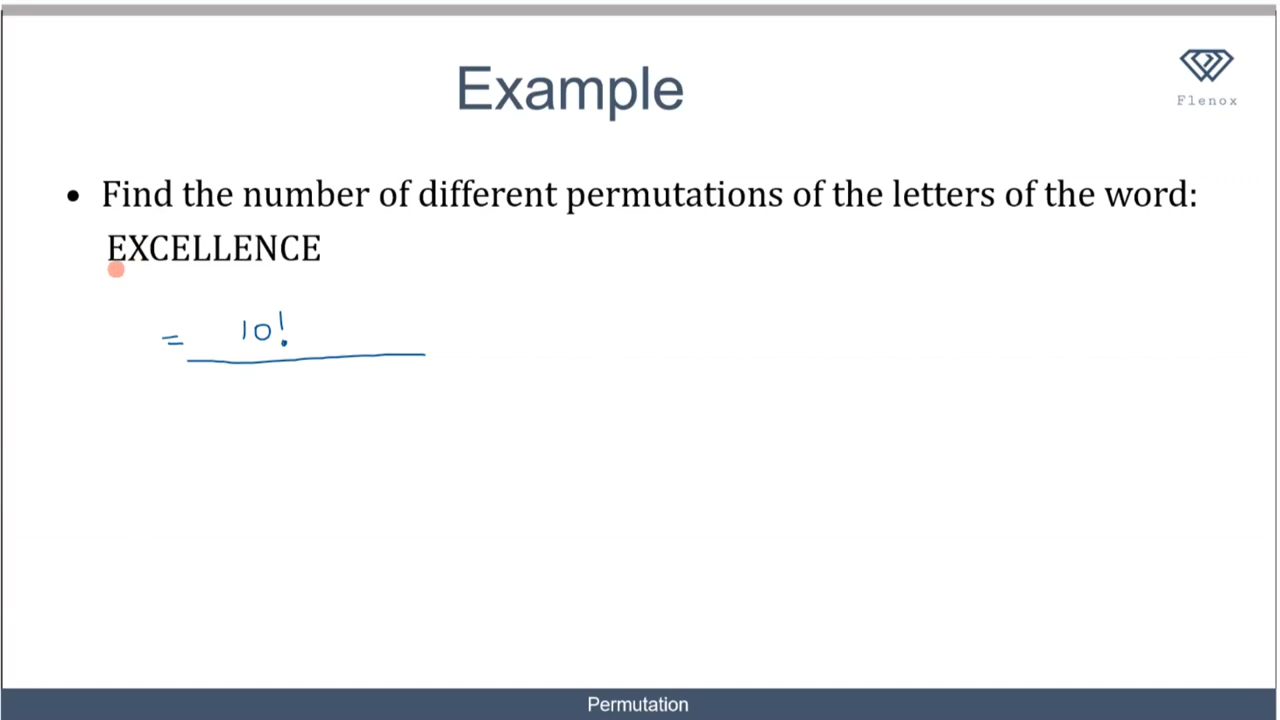 Example
Flenox
• Find the number of different permutations of the letters of the word:
EXCELLENCE
= 10!
Permutation